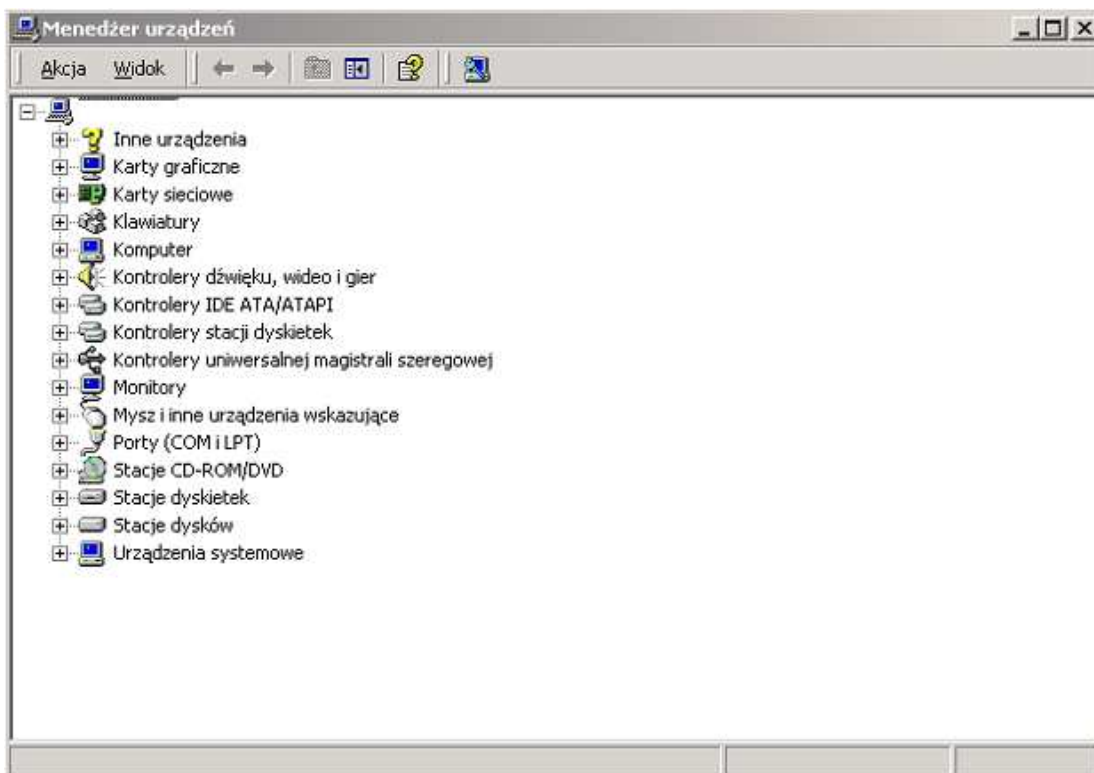 Menedżer urządzeń
Akcja Widok
Inne urządzenia
Karty graficzne
Karty sieciowe
Klawiatury
Komputer
Kontrolery dźwięku, wideo i gier
Kontrolery IDE ATA/ATAPI
Kontrolery stacji dyskietek
Kontrolery uniwersalnej magistrali szeregowej
Monitory
Mysz i inne urządzenia wskazujące
Porty (COM i LPT)
Stacje CD-ROM/DVD
Stacje dyskietek
Stacje dysków
Urządzenia systemowe